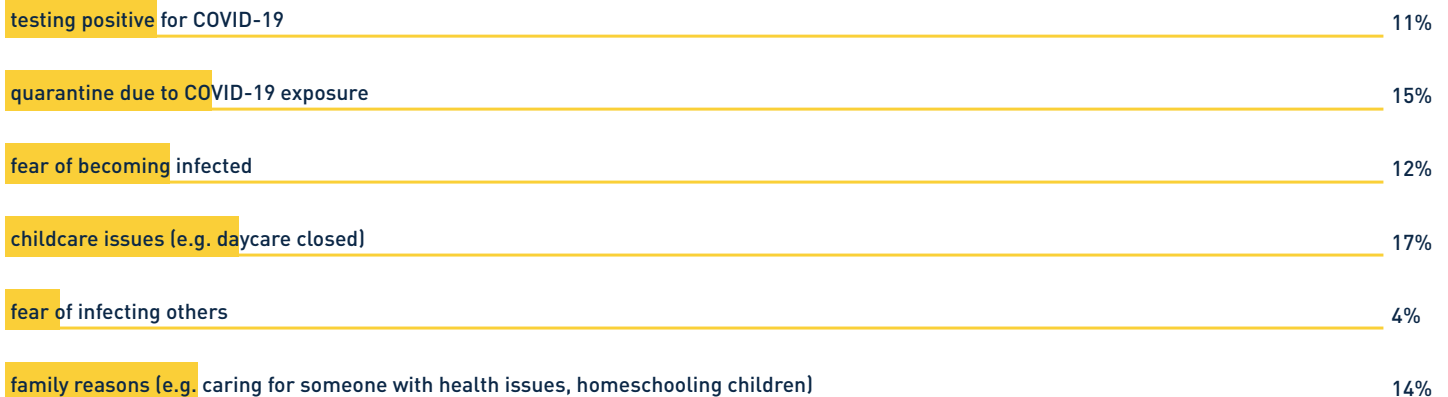 testing positive for COVID-19 11%
quarantine due to COVID-19 exposure 15%
fear of becoming infected 12%
childcare issues (e.g. daycare closed) 17%
fear of infecting others 4%
family reasons (e.g. caring for someone with health issues, homeschooling children) 14%